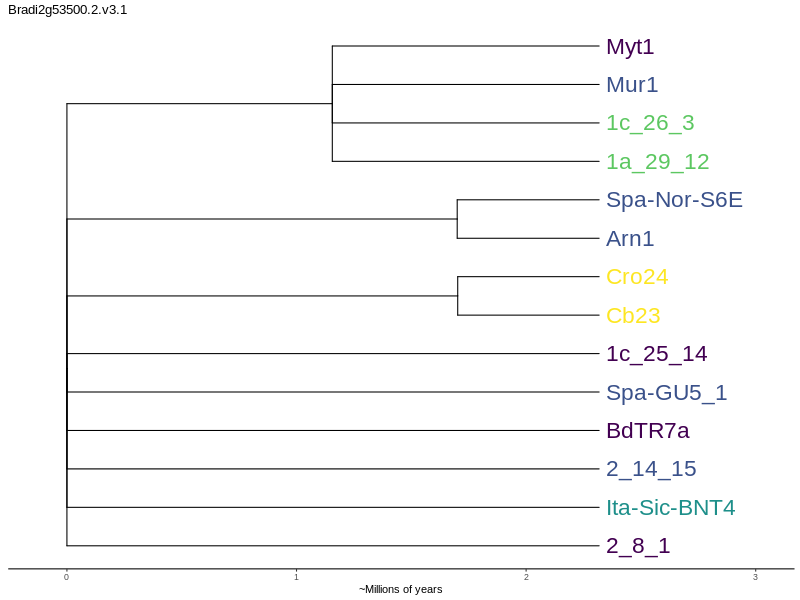 Bradi2g53500.2.v3.1
Myt1
Mur1
1c_26_3
1a_29_12
Spa-Nor-S6E
Arn1
Cro24
Cb23
1c_25_14
Spa-GU5_1
BdTR7a
2_14_15
Ita-Sic-BNT4
2_8_1
0 1 2 3
~Millions of years